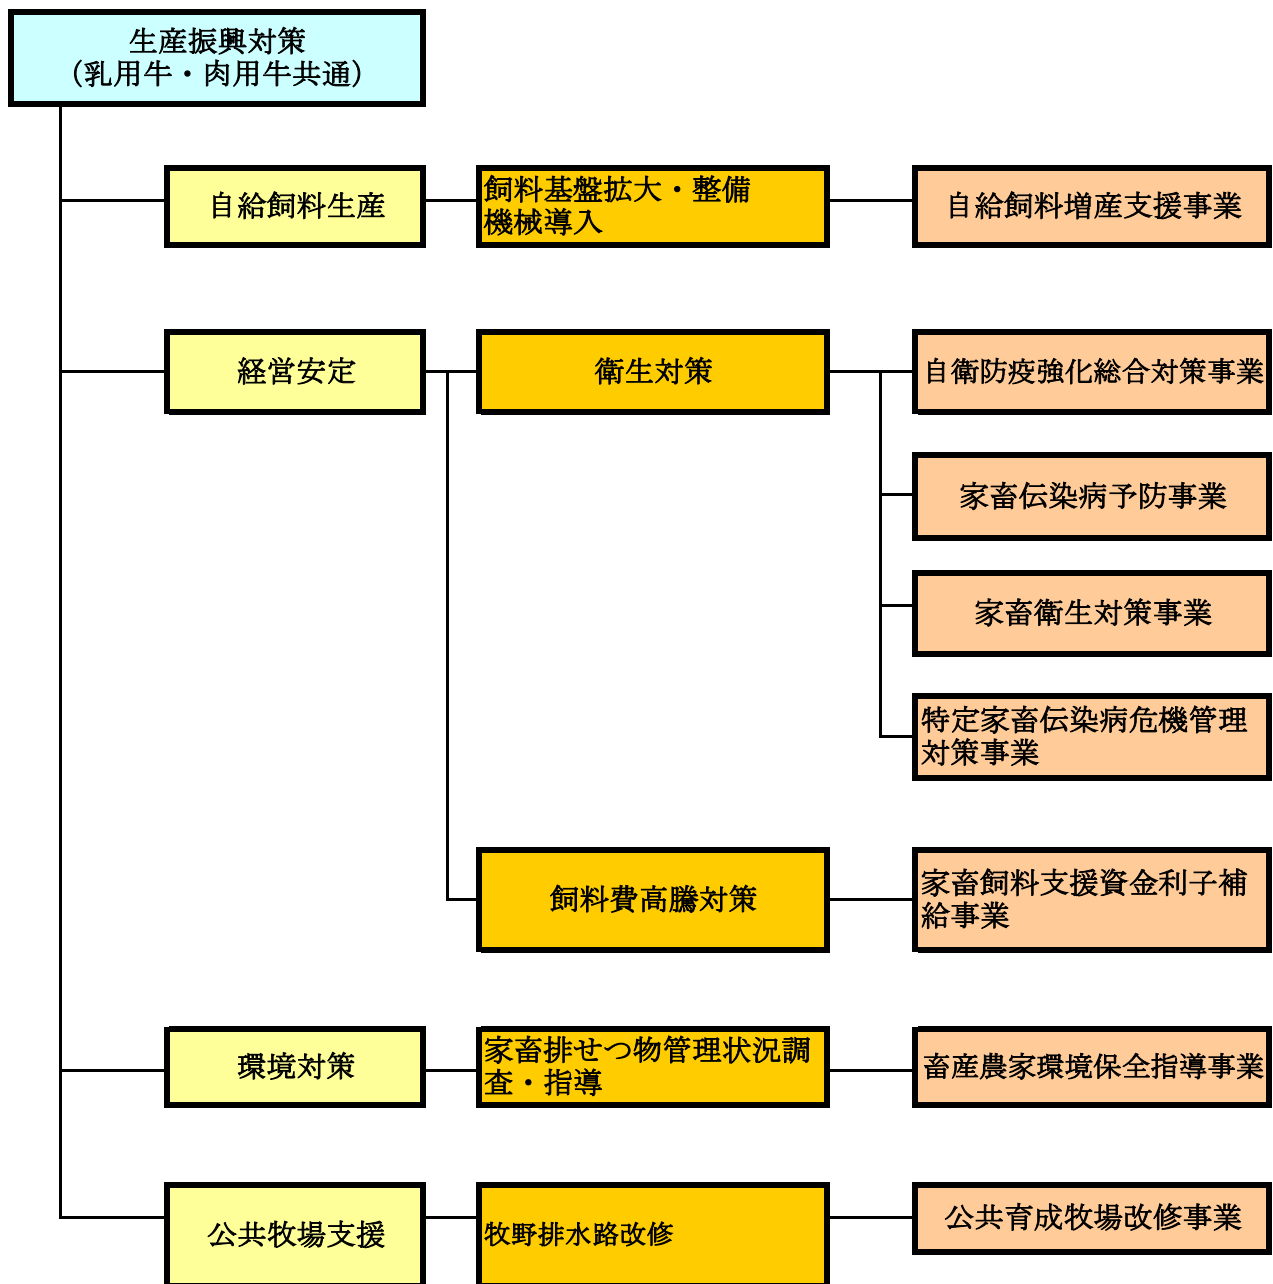 生産振興対策
（乳用牛・肉用牛共通）
自給飼料生産
飼料基盤拡大・整備
機械導入
自給飼料増産支援事業
経営安定
衛生対策
自衛防疫強化総合対策事業
家畜伝染病予防事業
家畜衛生対策事業
特定家畜伝染病危機管理
対策事業
飼料費高騰対策
家畜飼料支援資金利子補
給事業
環境対策
家畜排せつ物管理状況調
査・指導
畜産農家環境保全指導事業
公共牧場支援
牧野排水路改修
公共育成牧場改修事業